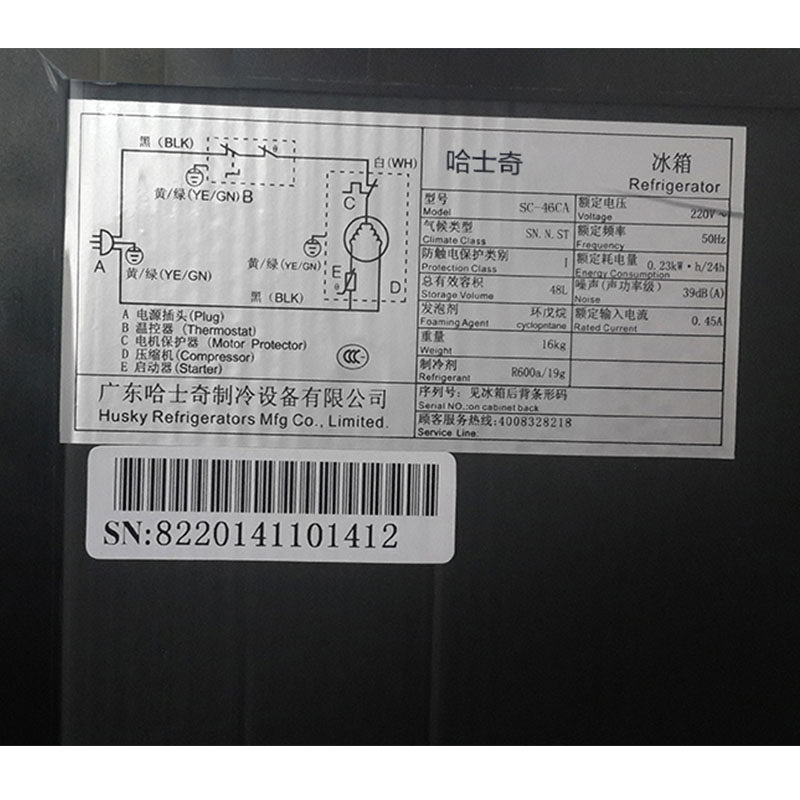 黑 (BLK)
白(WH)
黄/绿(YE/GN)
B
C
A
黄/绿 (YE/GN)
黄/绿(YE/GN)
E
D
黑 (BLK)
A 电源插头(Plug)
B 温控器 (Thermostat)
C 电机保护器 (Motor Protector)
D 压缩机(Compressor)
E 启动器(Starter)
CCC
广东哈士奇制冷设备有限公司
Husky Refrigerators Mfg Co., Limited.
哈士奇 冰箱
Refrigerator
型号 Model SC-46CA
额定电压 Voltage 220V~
气候类型 Climate Class SN.N.ST
额定频率 Frequency 50Hz
防触电保护类别 Protection Class I
额定耗电量 Energy Consumption 0.23kW·h/24h
总有效容积 Storage Volume 48L
噪声(声功率级) Noise 39dB(A)
发泡剂 Foaming Agent 环戊烷 cyclopntane
额定输入电流 Rated Current 0.45A
重量 Weight 16kg
制冷剂 Refrigerant R600a/19g
序列号: 见冰箱后背条形码
Serial NO.:on cabinet back
顾客服务热线:4008328218
Service Line.
SN:8220141101412